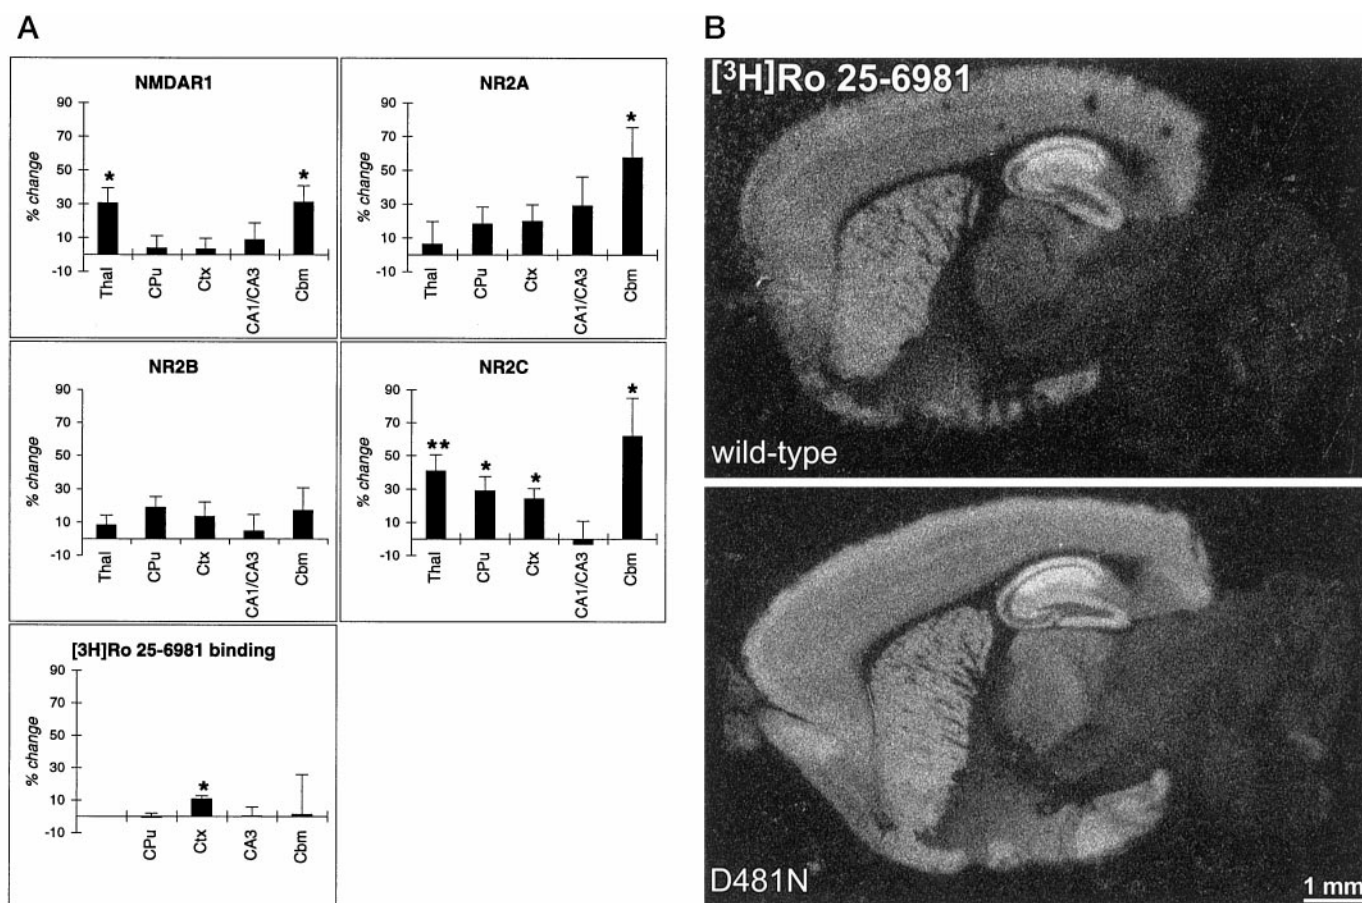 A
NMDAR1
% change
90
70
50
30
10
-10
*
*
Thal
CPu
Ctx
CA1/CA3
Cbm
NR2A
% change
90
70
50
30
10
-10
*
Thal
CPu
Ctx
CA1/CA3
Cbm
NR2B
% change
90
70
50
30
10
-10
Thal
CPu
Ctx
CA1/CA3
Cbm
NR2C
% change
90
70
50
30
10
-10
**
*
*
*
Thal
CPu
Ctx
CA1/CA3
Cbm
[3H]Ro 25-6981 binding
% change
90
70
50
30
10
-10
*
CPu
Ctx
CA3
Cbm
B
[³H]Ro 25-6981
wild-type
D481N
1 mm